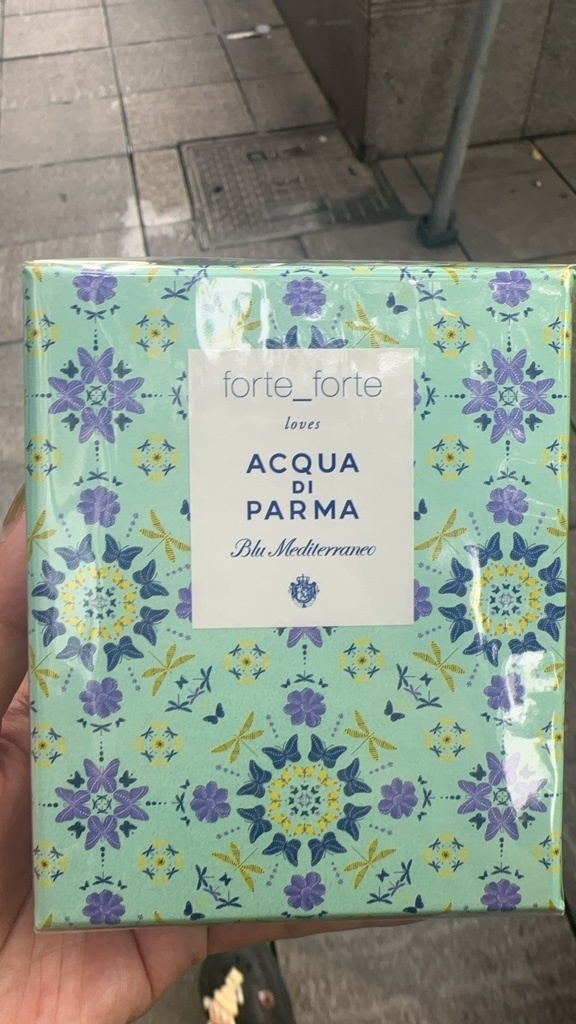 forte_forte
loves
ACQUA
DI
PARMA
Blu Mediterraneo